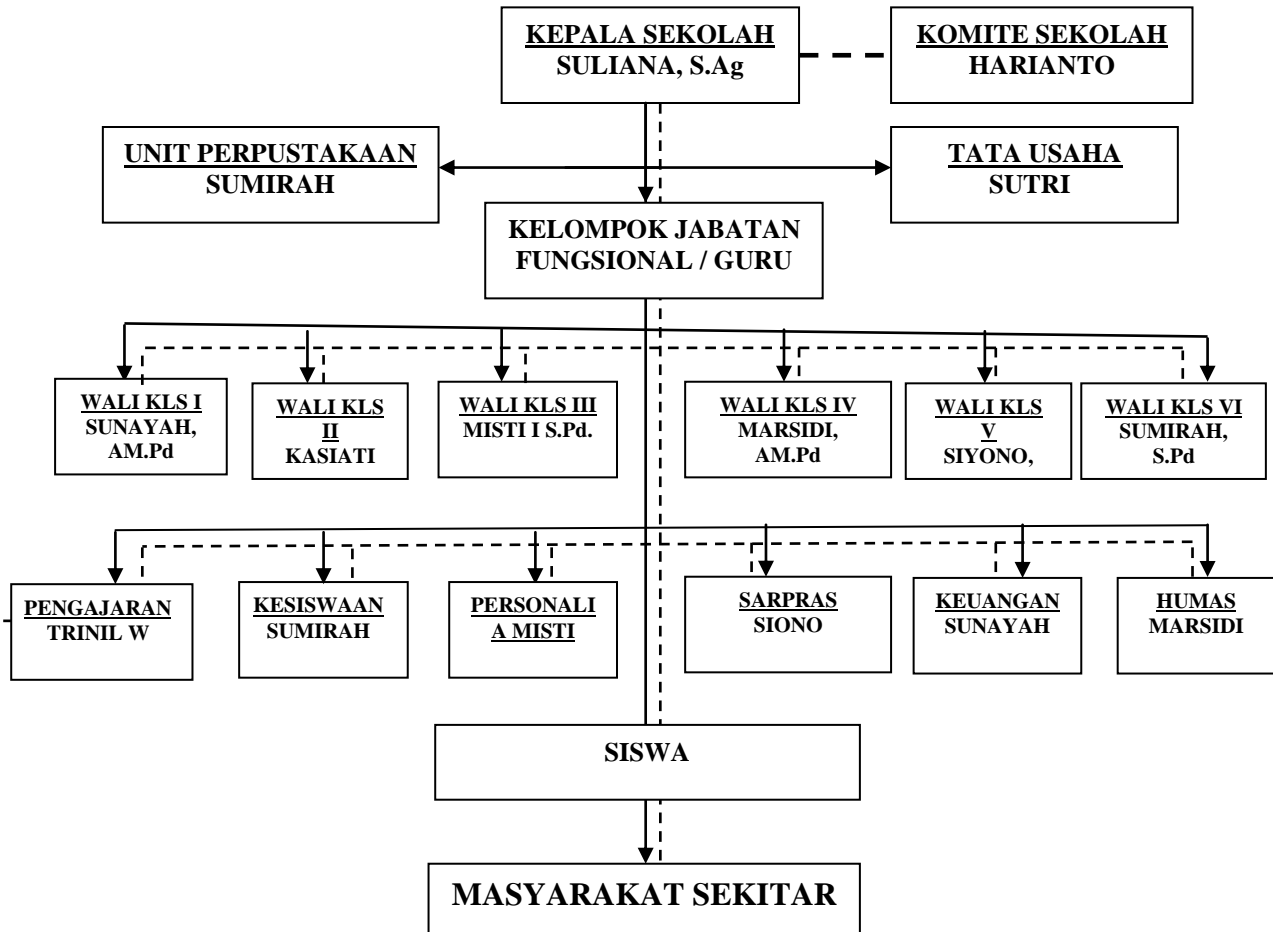 KEPALA SEKOLAH
SULIANA, S.Ag
KOMITE SEKOLAH
HARIANTO
UNIT PERPUSTAKAAN
SUMIRAH
TATA USAHA
SUTRI
KELOMPOK JABATAN
FUNGSIONAL / GURU
WALI KLS I
SUNAYAH,
AM.Pd
WALI KLS
II
KASIATI
WALI KLS III
MISTI I S.Pd.
WALI KLS IV
MARSIDI,
AM.Pd
WALI KLS
V
SIYONO,
WALI KLS VI
SUMIRAH,
S.Pd
PENGAJARAN
TRINIL W
KESISWAAN
SUMIRAH
PERSONALI
A MISTI
SARPRAS
SIONO
KEUANGAN
SUNAYAH
HUMAS
MARSIDI
SISWA
MASYARAKAT SEKITAR